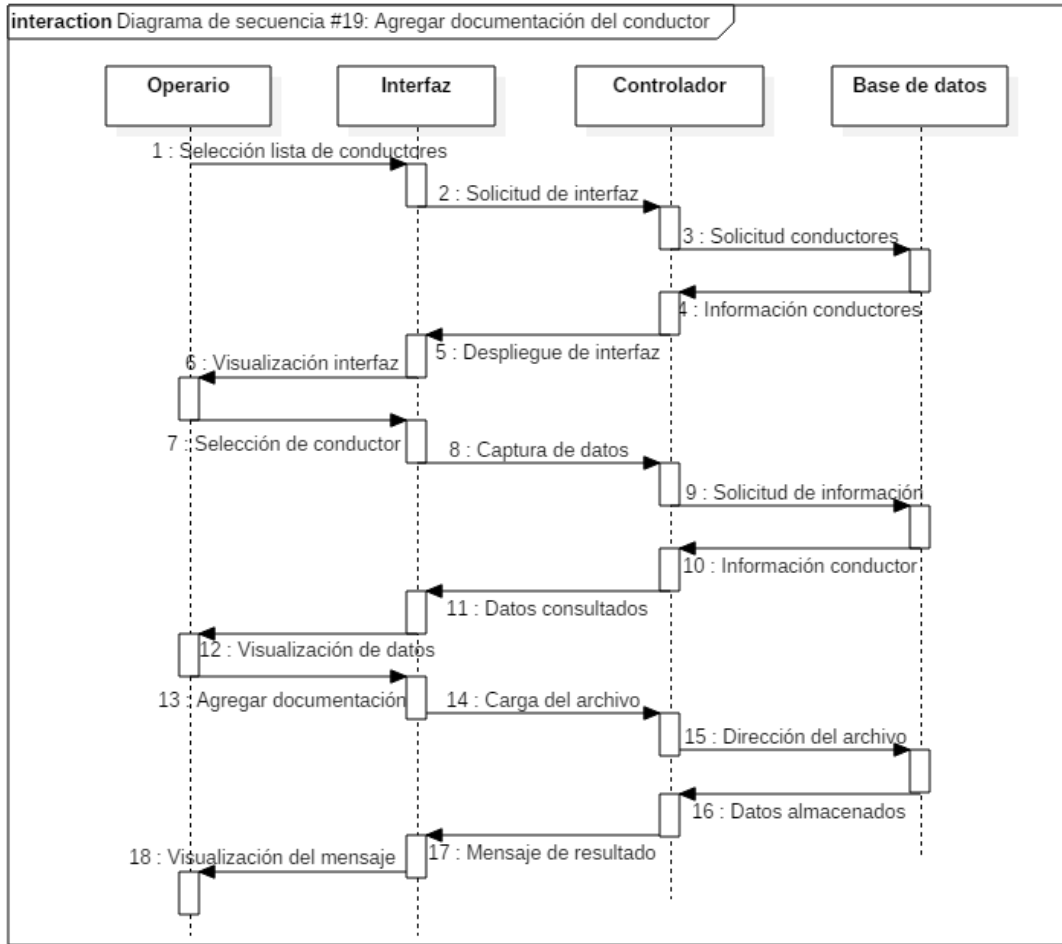 interaction Diagrama de secuencia #19: Agregar documentación del conductor
Operario
Interfaz
Controlador
Base de datos
1 : Selección lista de conductores
2 : Solicitud de interfaz
3 : Solicitud conductores
4 : Información conductores
5 : Despliegue de interfaz
6 : Visualización interfaz
7 : Selección de conductor
8 : Captura de datos
9 : Solicitud de información
10 : Información conductor
11 : Datos consultados
12 : Visualización de datos
13 : Agregar documentación
14 : Carga del archivo
15 : Dirección del archivo
16 : Datos almacenados
17 : Mensaje de resultado
18 : Visualización del mensaje